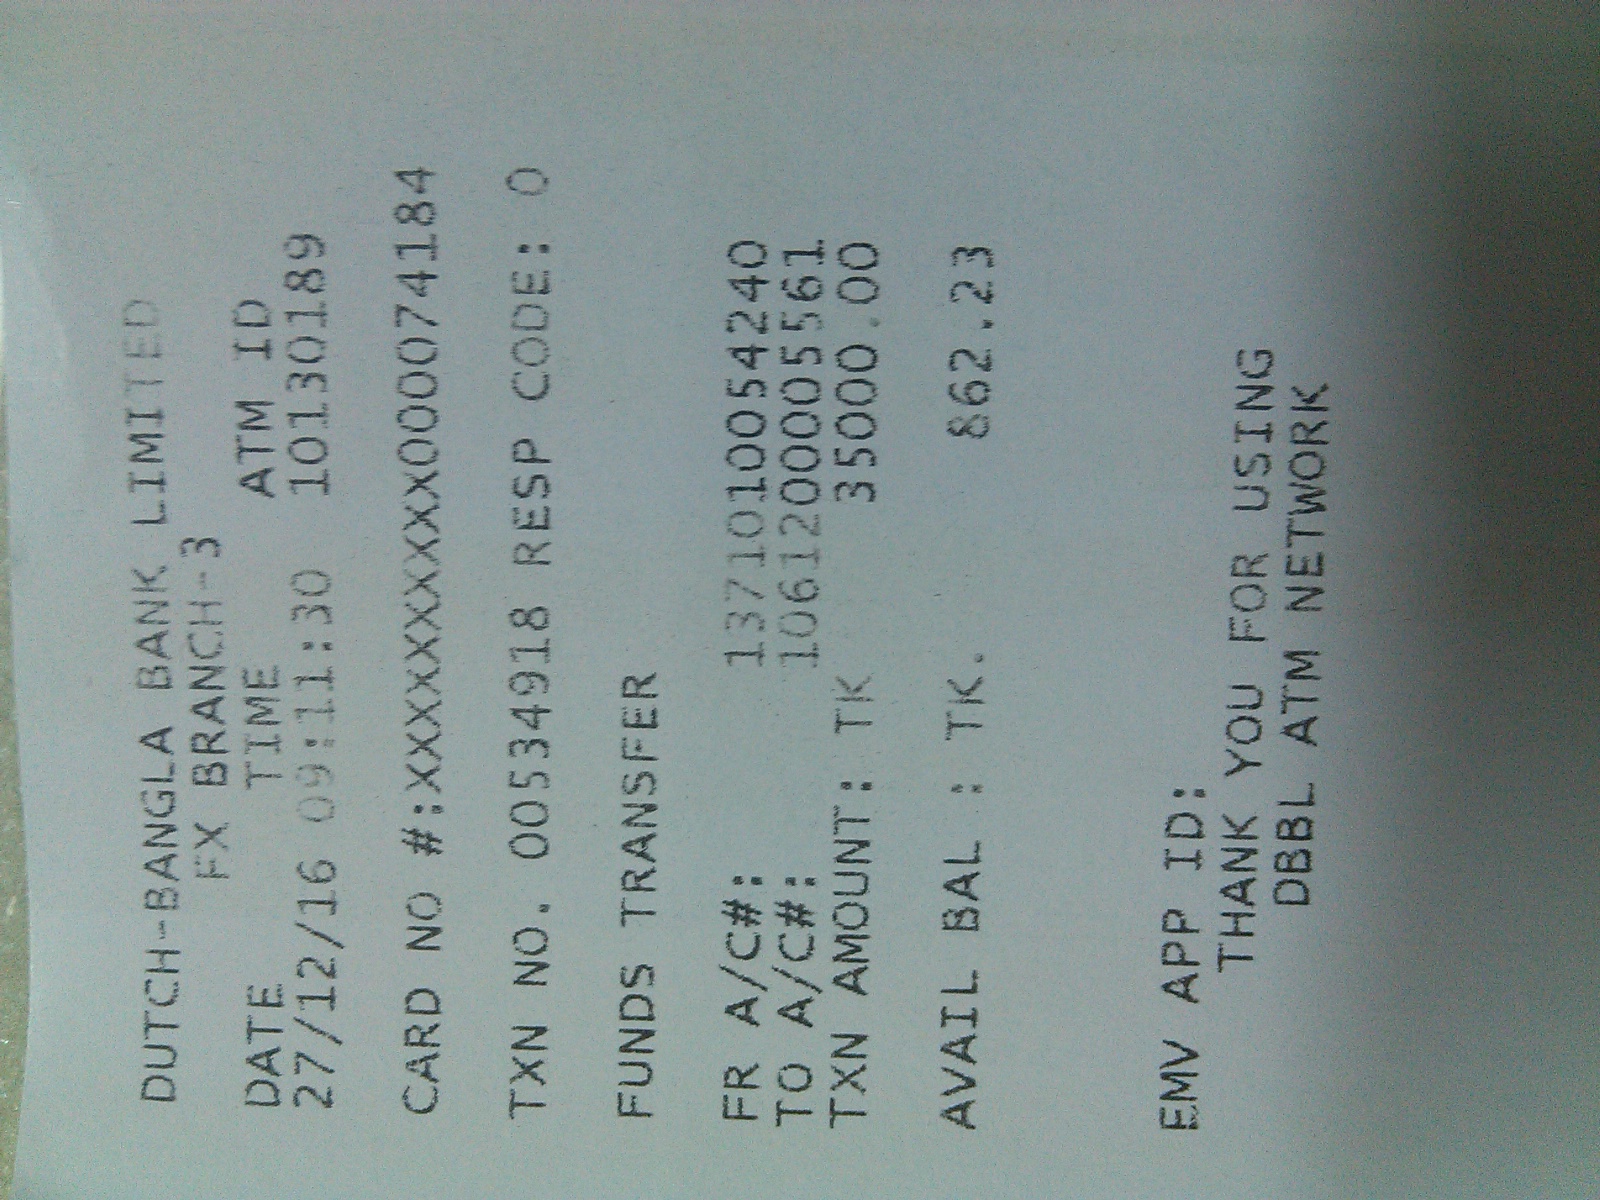 DUTCH-BANGLA BANK LIMITED
FX BRANCH-3
DATE TIME ATM ID
27/12/16 09:11:30 10130189
CARD NO #:XXXXXXXXXX000074184
TXN NO. 00534918 RESP CODE: 0
FUNDS TRANSFER
FR A/C#: 1371010054240
TO A/C#: 1061200005561
TXN AMOUNT: TK 35000.00
AVAIL BAL : TK. 862.23
EMV APP ID:
THANK YOU FOR USING
DBBL ATM NETWORK